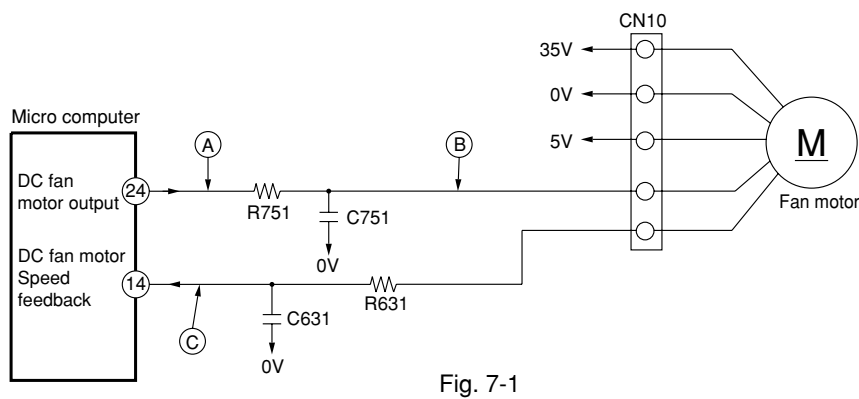 CN10
35V
0V
5V
Micro computer
A
B
DC fan
motor output
24
R751
C751
0V
M
Fan motor
DC fan motor
Speed
feedback
14
R631
C631
C
0V
Fig. 7-1